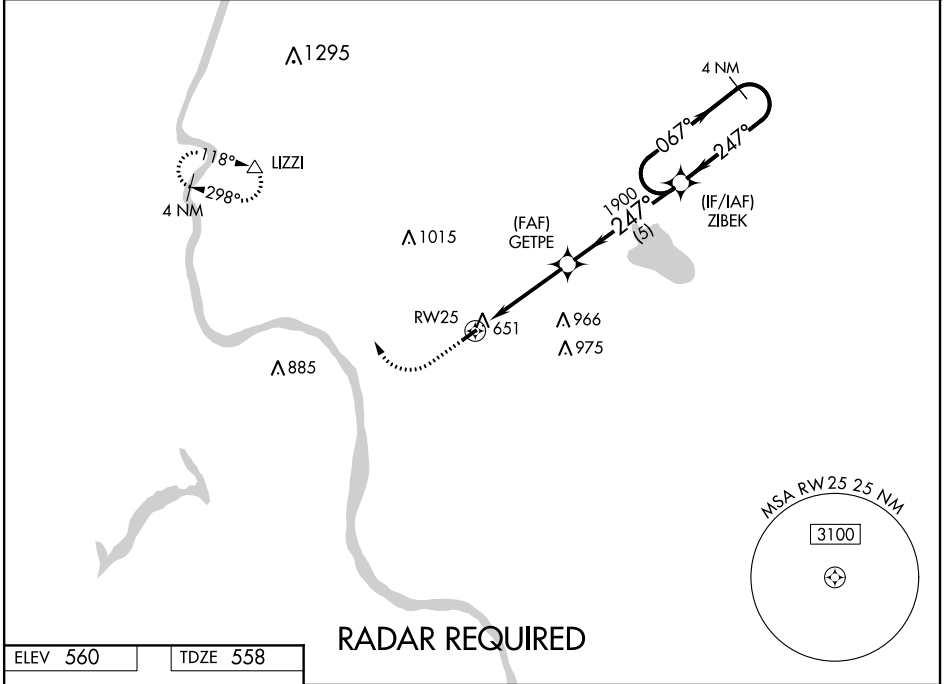 1295
4 NM
067°
247°
118°
LIZZI
298°
4 NM
(IF/IAF)
ZIBEK
1900
247°
(5)
(FAF)
GETPE
1015
RW25
651
966
975
885
MSA RW25 25 NM
3100
RADAR REQUIRED
ELEV 560
TDZE 558